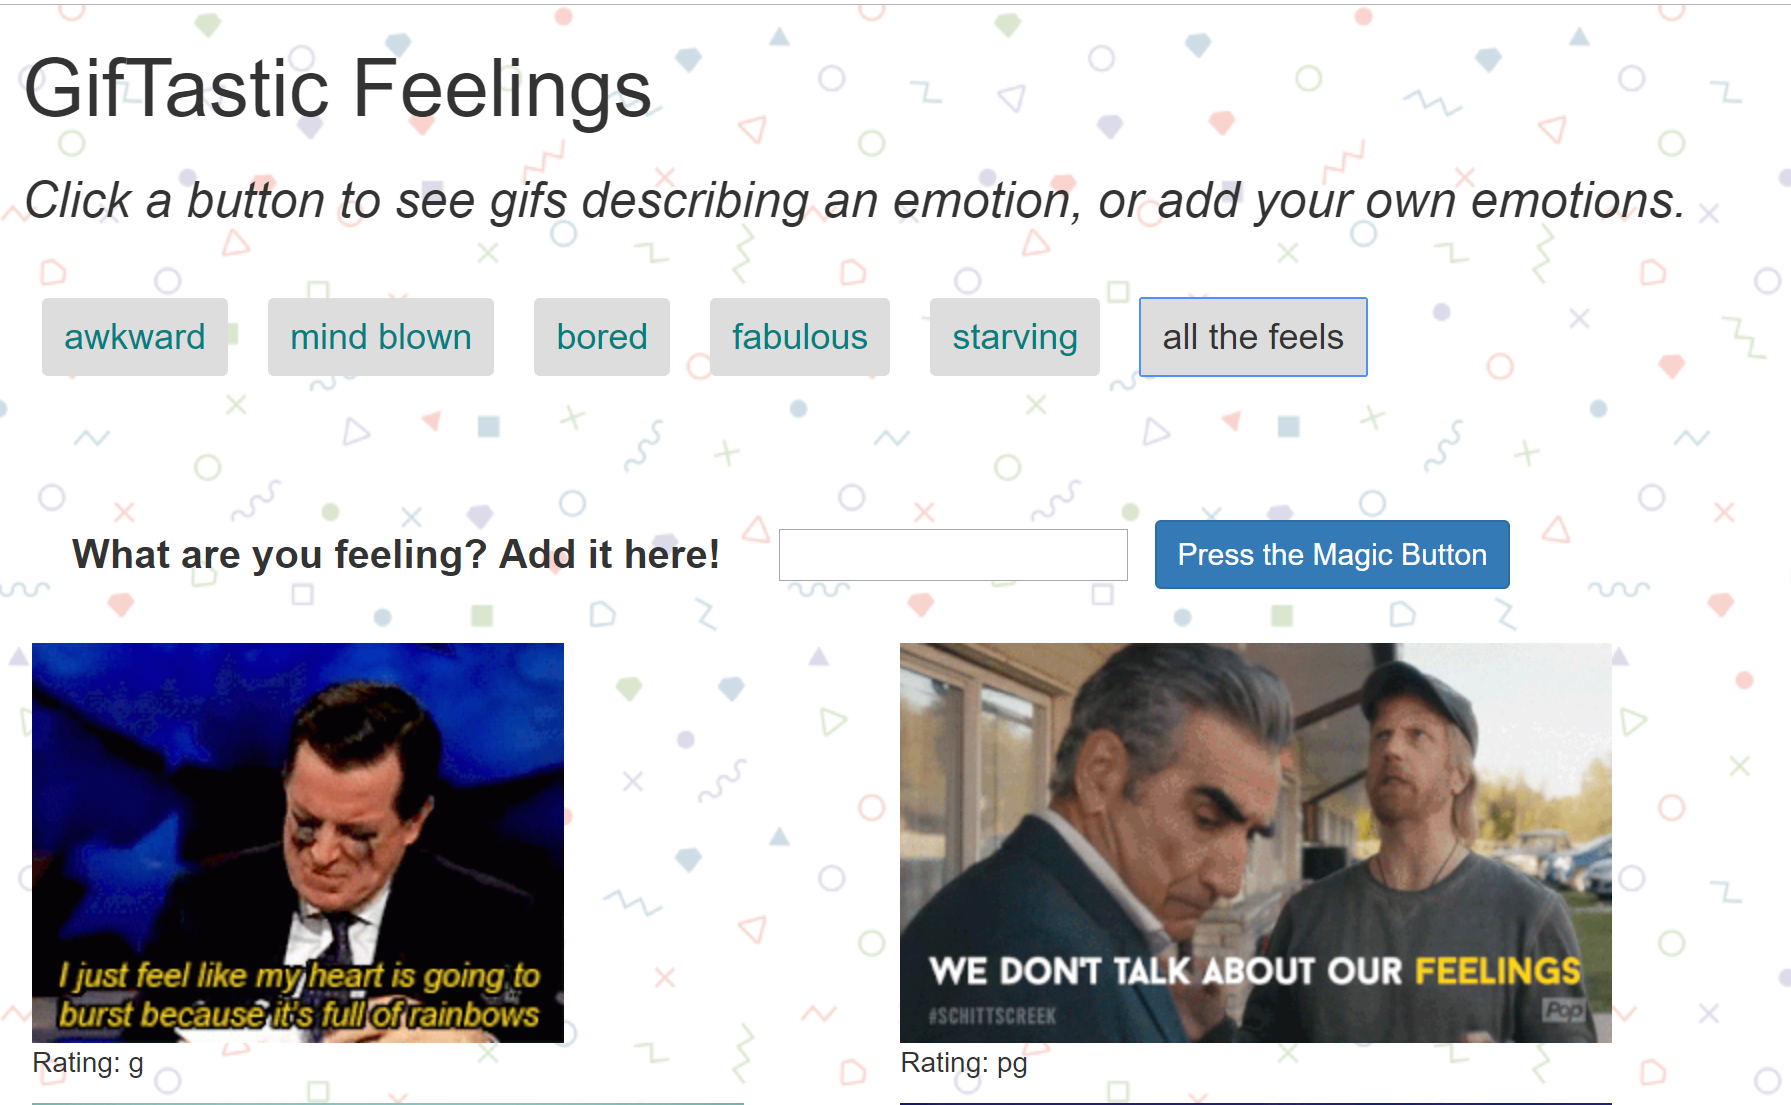 GifTastic Feelings
Click a button to see gifs describing an emotion, or add your own emotions.
awkward
mind blown
bored
fabulous
starving
all the feels
What are you feeling? Add it here!
Press the Magic Button
I just feel like my heart is going to
burst because it's full of rainbows
Rating: g
WE DON'T TALK ABOUT OUR FEELINGS
#SCHITTSCREEK
Pop
Rating: pg